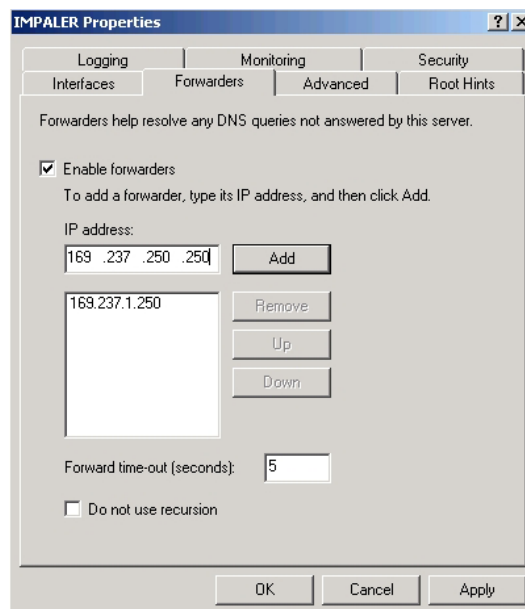 IMPALER Properties
Logging Monitoring Security
Interfaces Forwarders Advanced Root Hints
Forwarders help resolve any DNS queries not answered by this server.
Enable forwarders
To add a forwarder, type its IP address, and then click Add.
IP address:
169 .237 .250 .250 Add
169.237.1.250 Remove
Up
Down
Forward time-out (seconds): 5
Do not use recursion
OK Cancel Apply